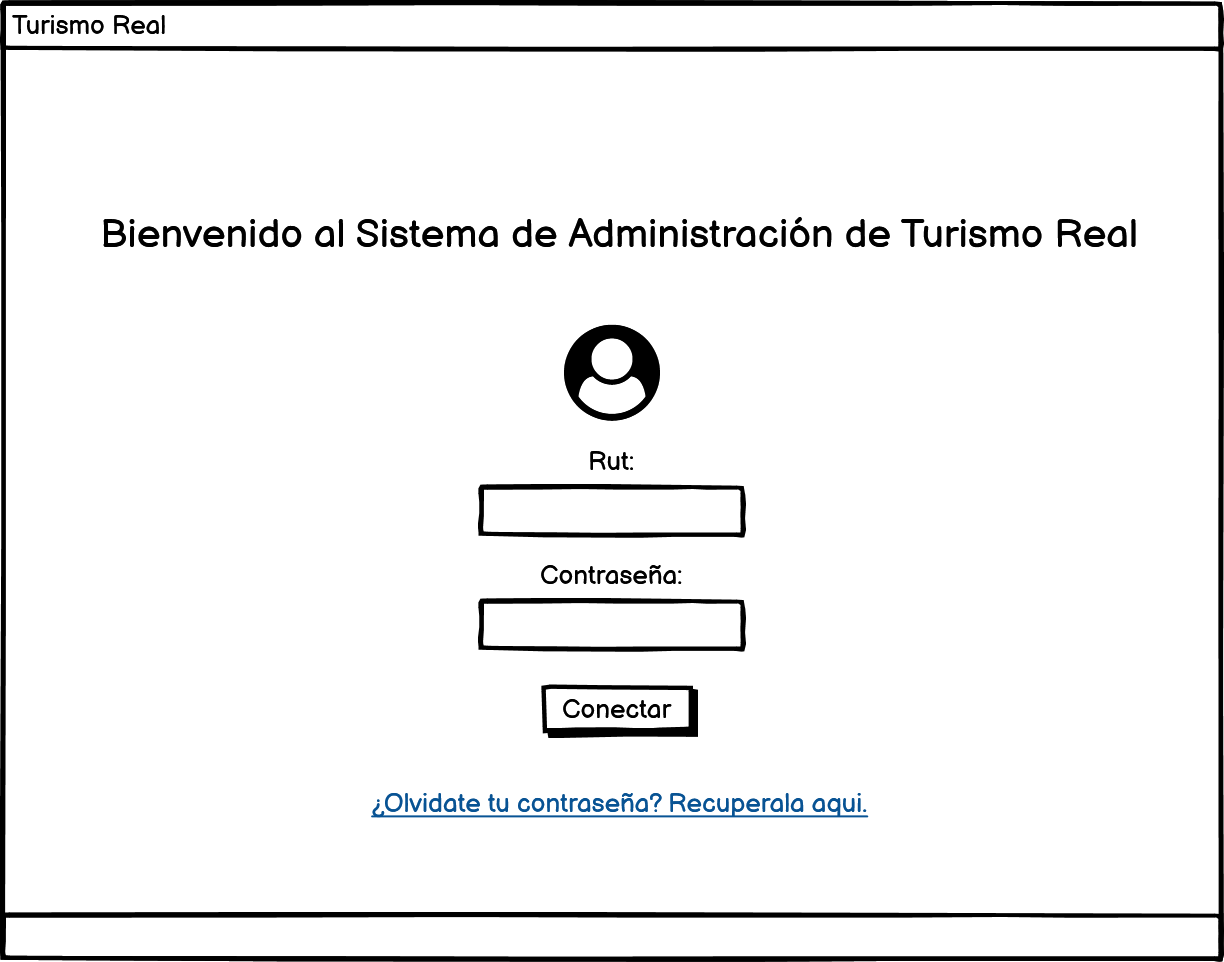 Turismo Real
Bienvenido al Sistema de Administración de Turismo Real
Rut:
Contraseña:
Conectar
¿Olvidate tu contraseña? Recuperala aqui.